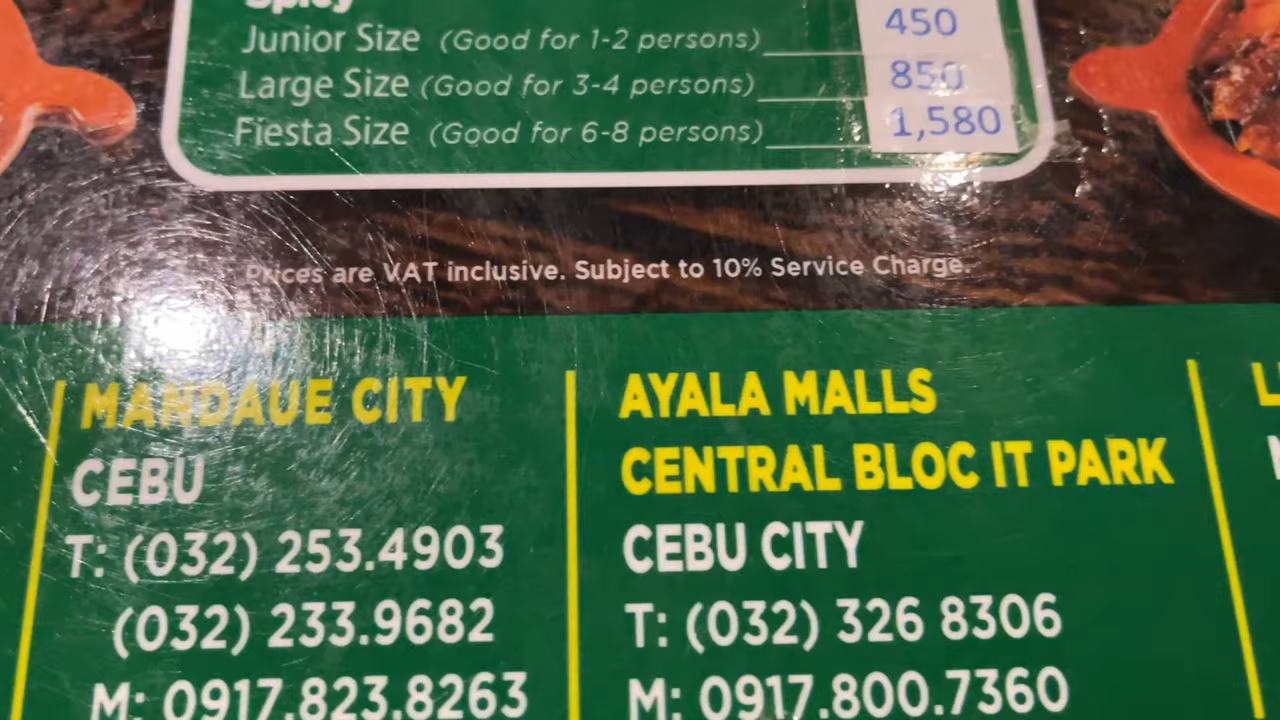 Spicy
Junior Size (Good for 1-2 persons) 450
Large Size (Good for 3-4 persons) 850
Fiesta Size (Good for 6-8 persons) 1,580
Prices are VAT inclusive. Subject to 10% Service Charge.
MANDAUE CITY
CEBU
T: (032) 253.4903
(032) 233.9682
M: 0917.823.8263
AYALA MALLS
CENTRAL BLOC IT PARK
CEBU CITY
T: (032) 326 8306
M: 0917.800.7360